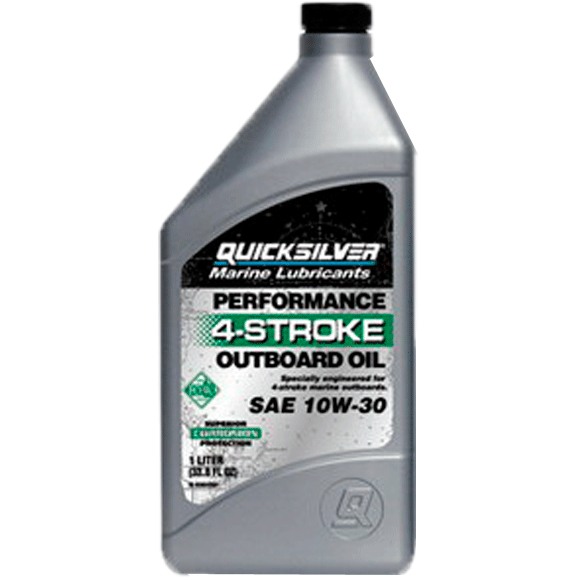 QUICKSILVER
Marine Lubricants
PERFORMANCE
4-STROKE
OUTBOARD OIL
Specially engineered for
4-stroke marine outboards.
SAE 10W-30
SUPERIOR
CORROSION
PROTECTION
1 LITER
(33.8 FL OZ)